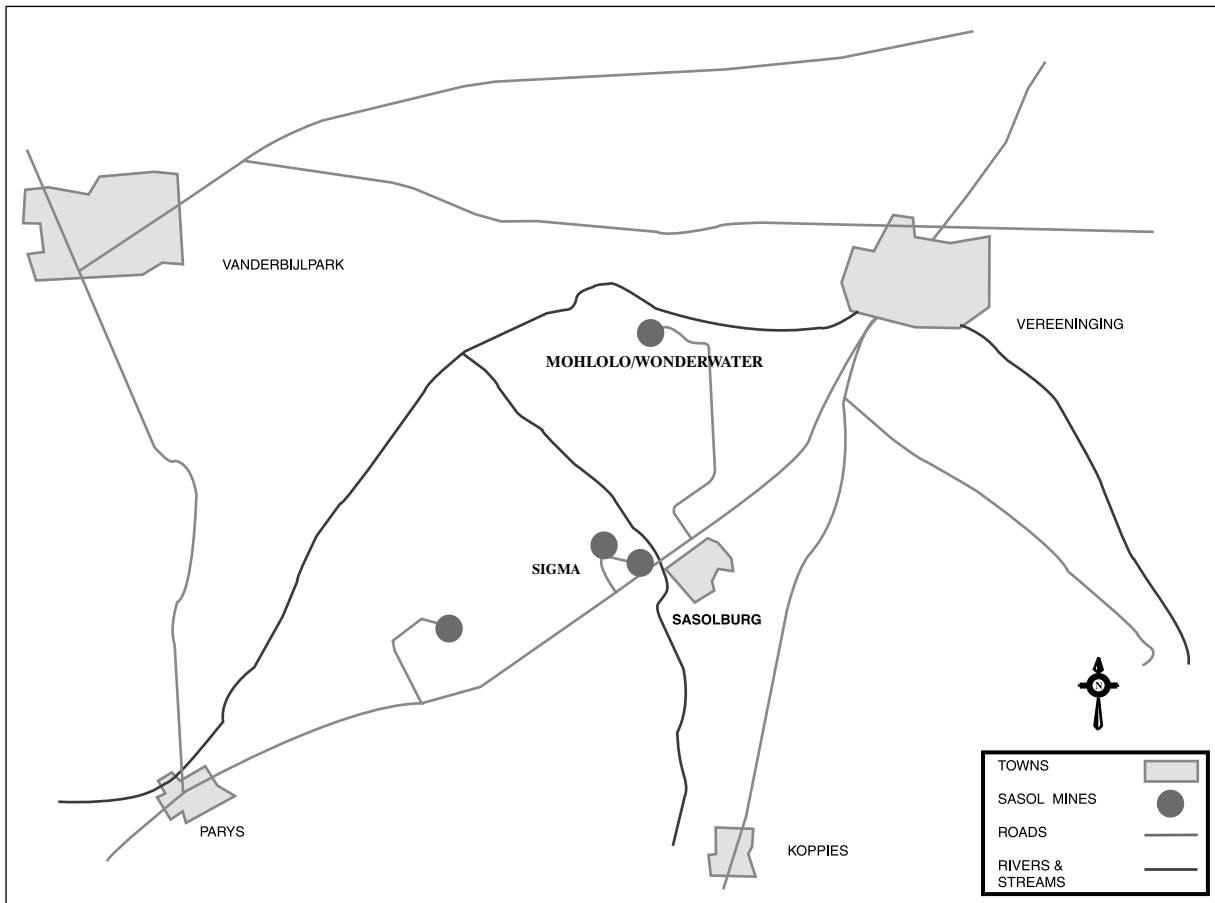 VANDERBIJLPARK
VEREENINGING
MOHLOLO/WONDERWATER
SIGMA
SASOLBURG
N
PARYS
KOPPIES
TOWNS
SASOL MINES
ROADS
RIVERS &
STREAMS